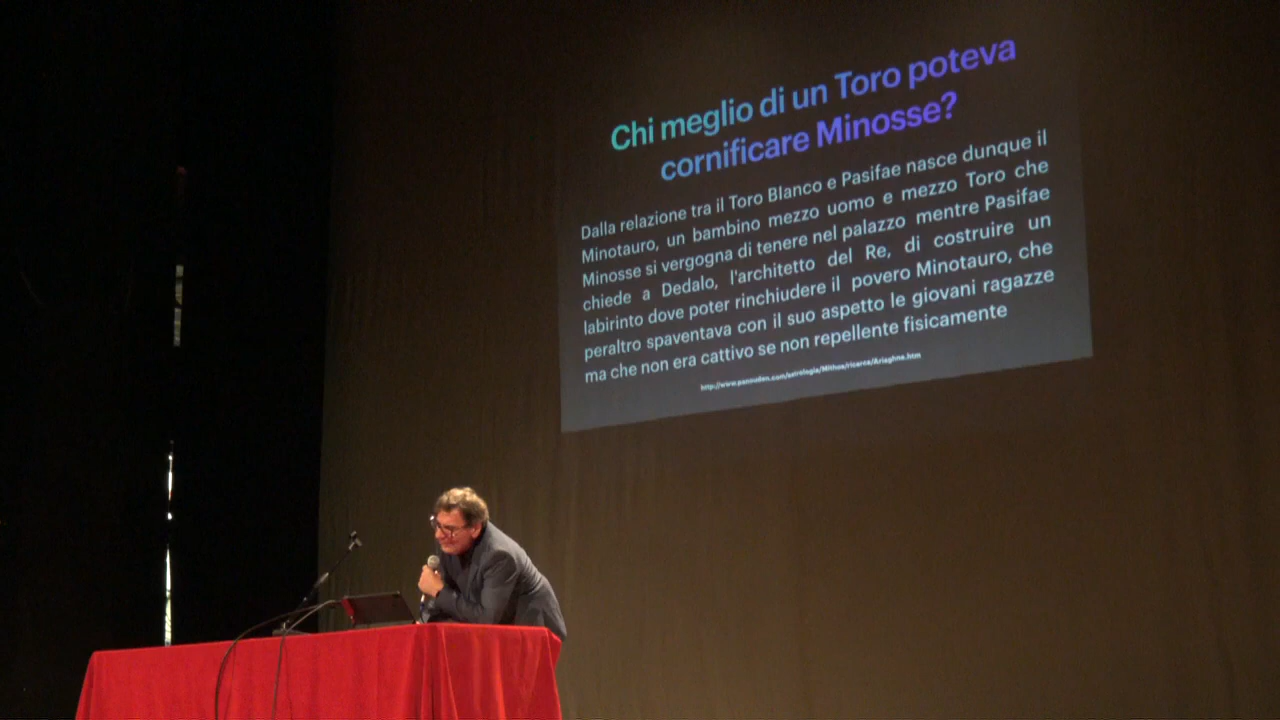 Chi meglio di un Toro poteva
cornificare Minosse?
Dalla relazione tra il Toro Blanco e Pasifae nasce dunque il
Minotauro, un bambino mezzo uomo e mezzo Toro che
Minosse si vergogna di tenere nel palazzo mentre Pasifae
chiede a Dedalo, l'architetto del Re, di costruire un
labirinto dove poter rinchiudere il povero Minotauro, che
peraltro spaventava con il suo aspetto le giovani ragazze
ma che non era cattivo se non repellente fisicamente